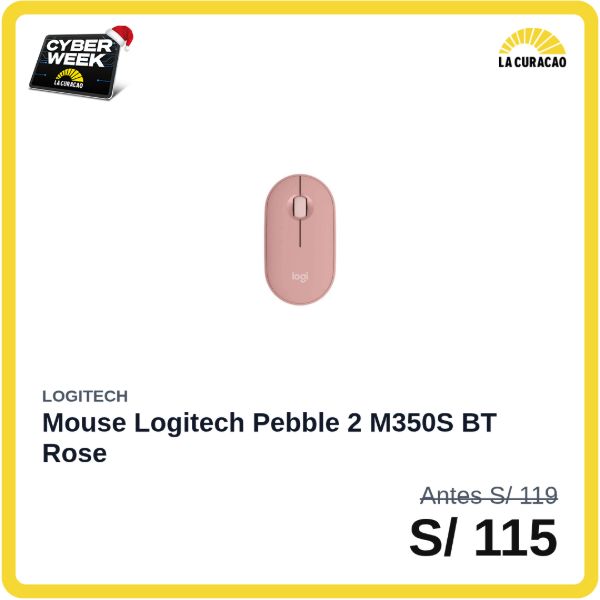 CYBER
WEEK
LA CURACAO
LA CURACAO
logi
LOGITECH
Mouse Logitech Pebble 2 M350S BT
Rose
Antes S/ 119
S/ 115